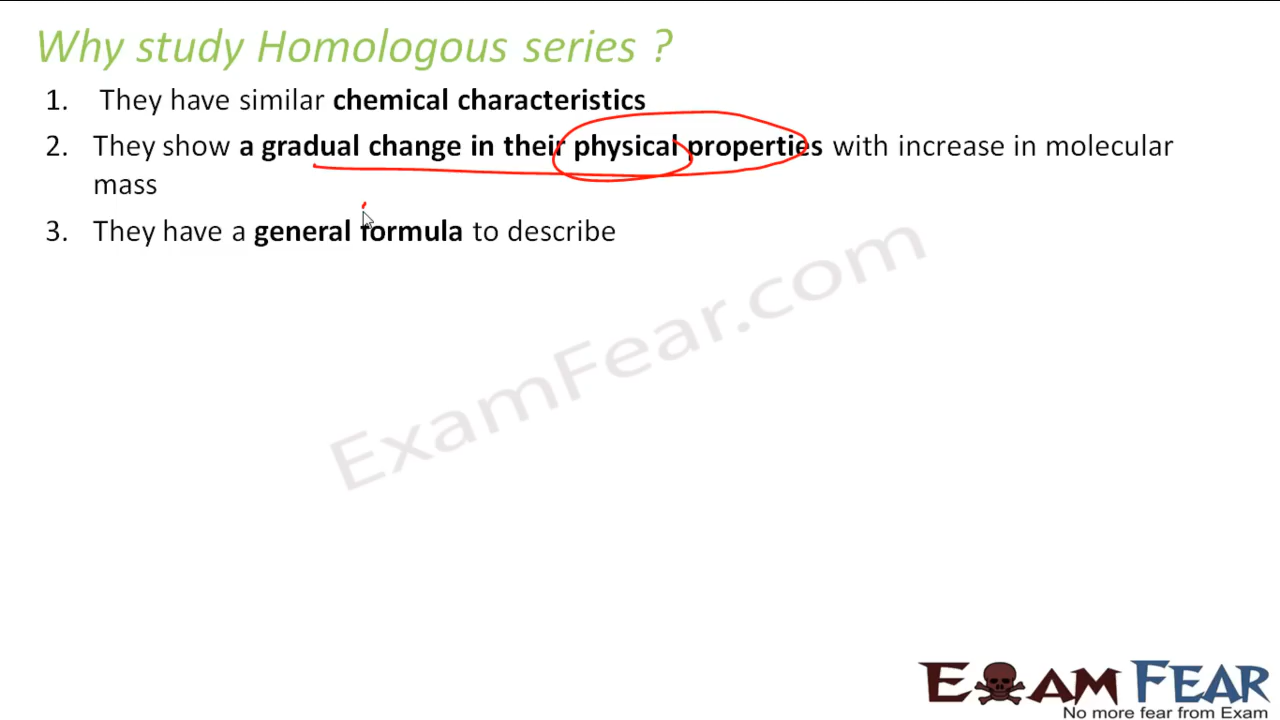 Why study Homologous series ?
1. They have similar chemical characteristics
2. They show a gradual change in their physical properties with increase in molecular
mass
3. They have a general formula to describe
ExamFear.com
EXAM FEAR
No more fear from Exam